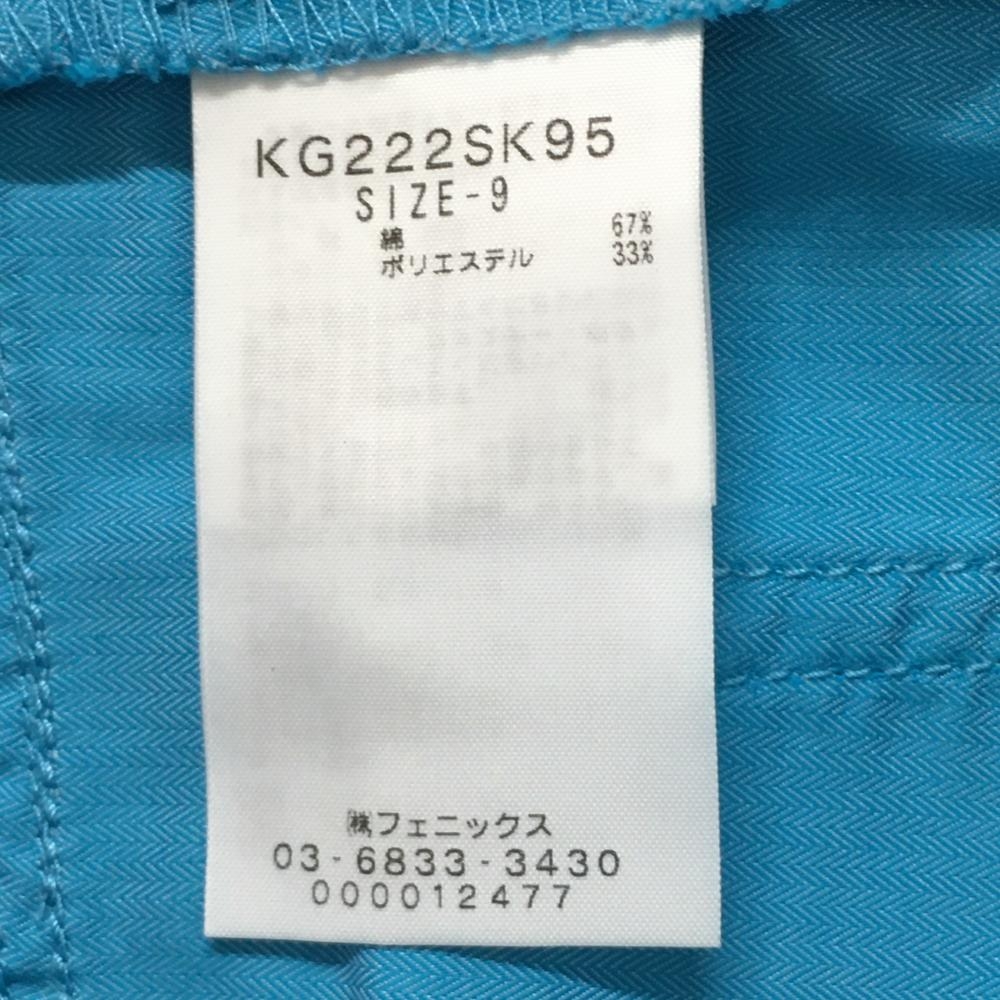 KG222SK95
SIZE-9
綿 67%
ポリエステル 33%
㈱フェニックス
03-6833-3430
000012477